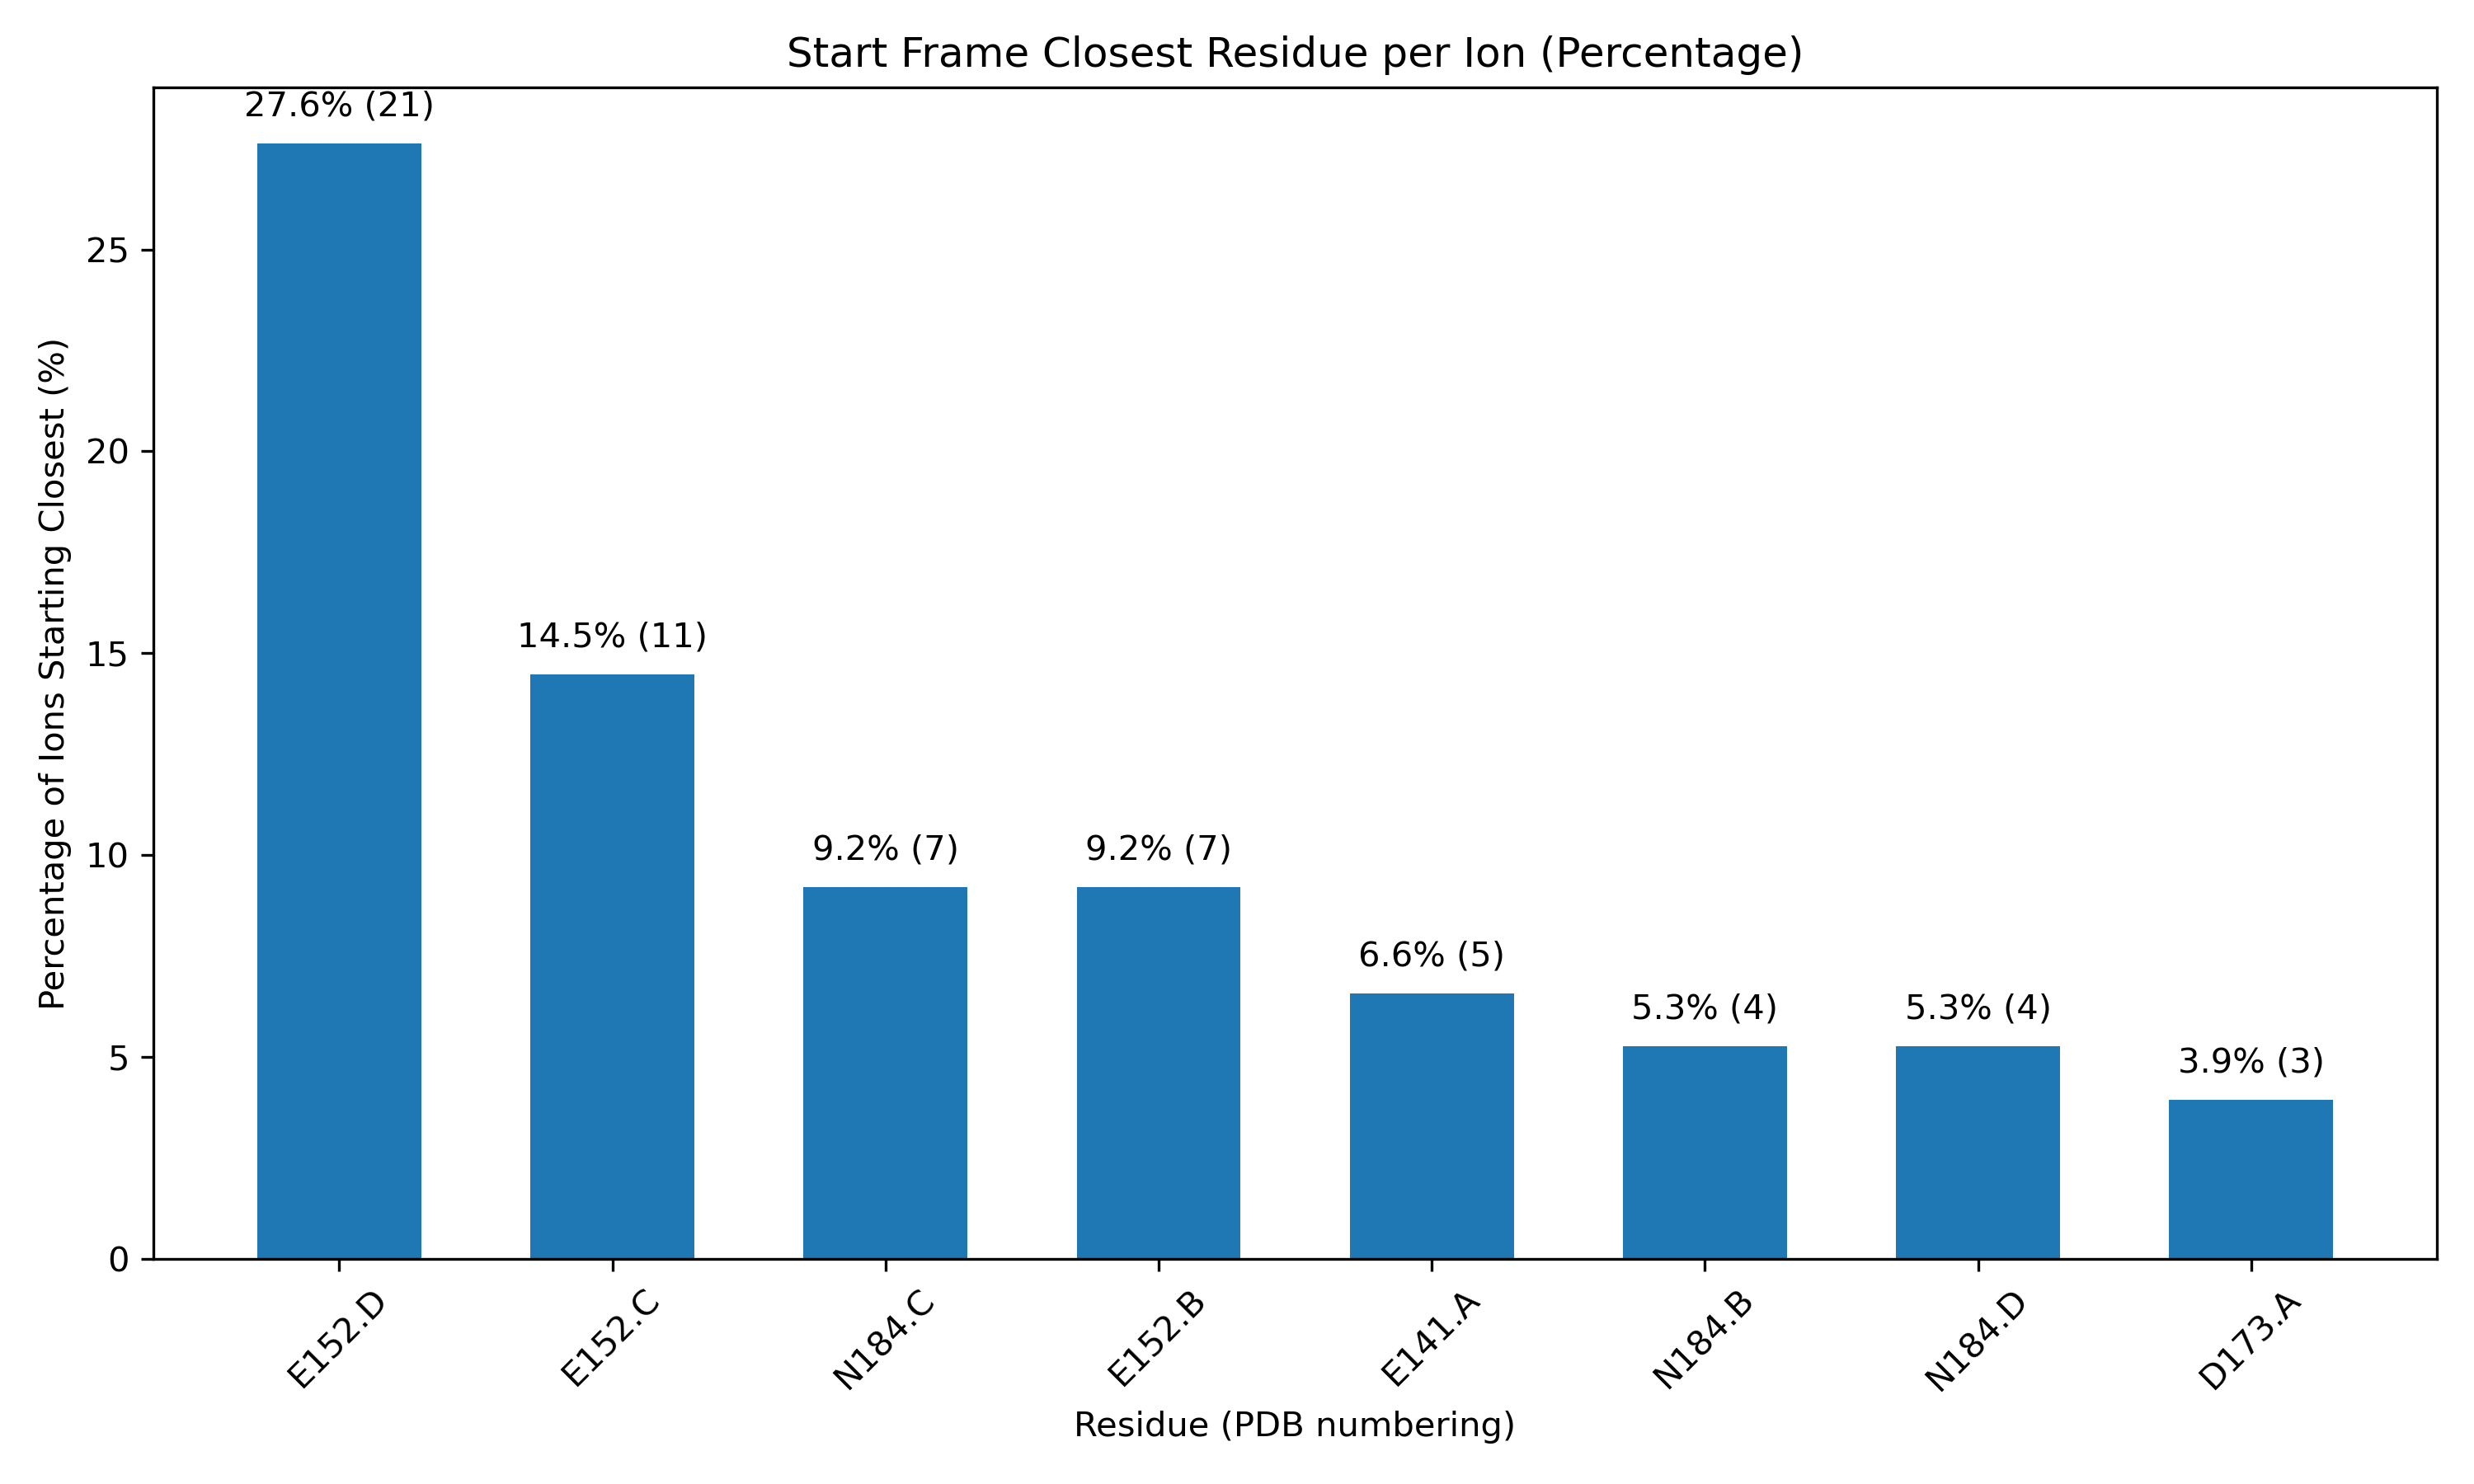 Start Frame Closest Residue per Ion (Percentage)
Percentage of Ions Starting Closest (%)
25
20
15
10
5
0
27.6% (21)
14.5% (11)
9.2% (7)
9.2% (7)
6.6% (5)
5.3% (4)
5.3% (4)
3.9% (3)
E152.D
E152.C
N184.C
E152.B
E141.A
N184.B
N184.D
D173.A
Residue (PDB numbering)